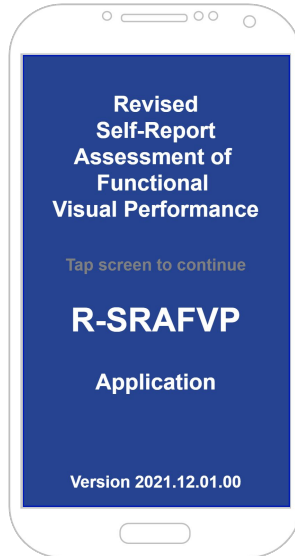 Revised
Self-Report
Assessment of
Functional
Visual Performance
Tap screen to continue
R-SRAFVP
Application
Version 2021.12.01.00